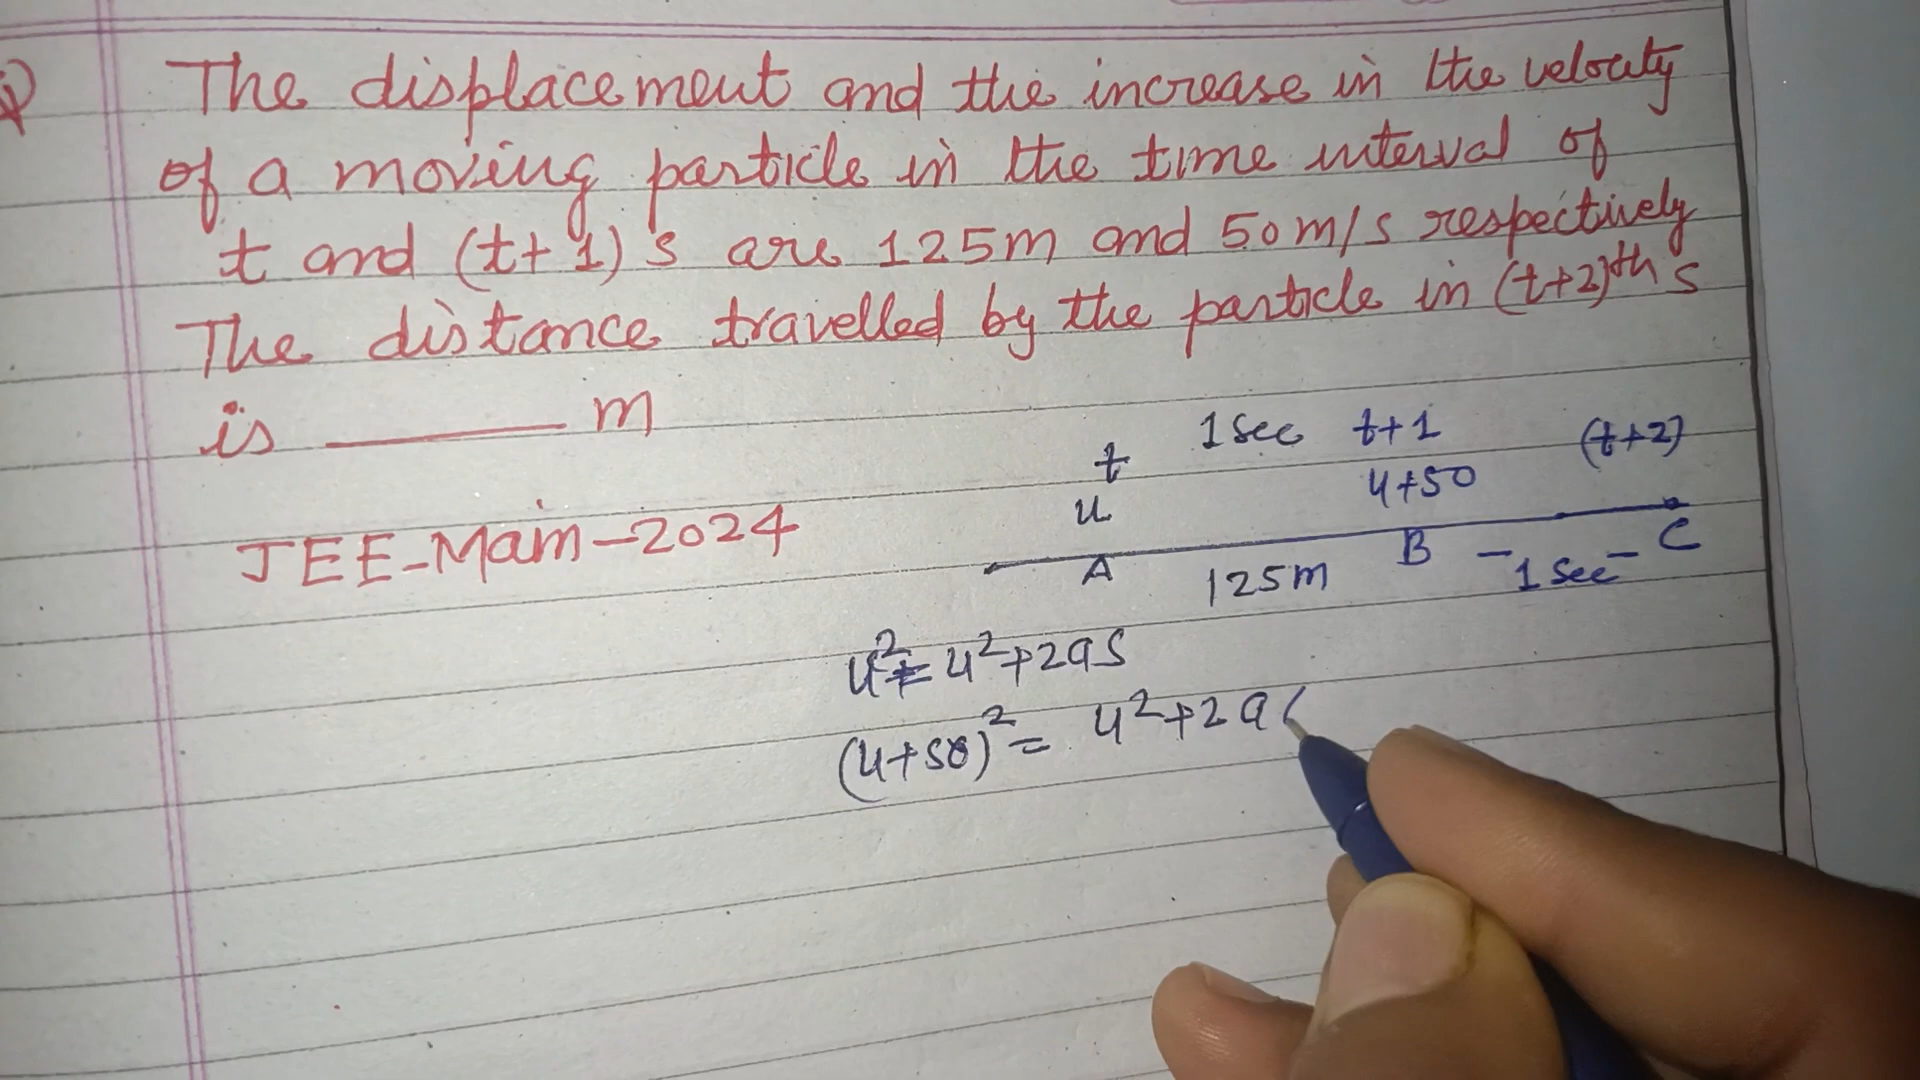 The displacement and the increase in the velocity
of a moving particle in the time interval of
t and (t+1)'s are 125m and 50m/s respectively
The distance travelled by the particle in (t+2)th s
is ______ m
JEE-Main-2024
t 1 Sec t+1 (t+2)
u u+50
A 125m B - 1 Sec - C
u² = u²+2as
(u+50)² = u²+2a(